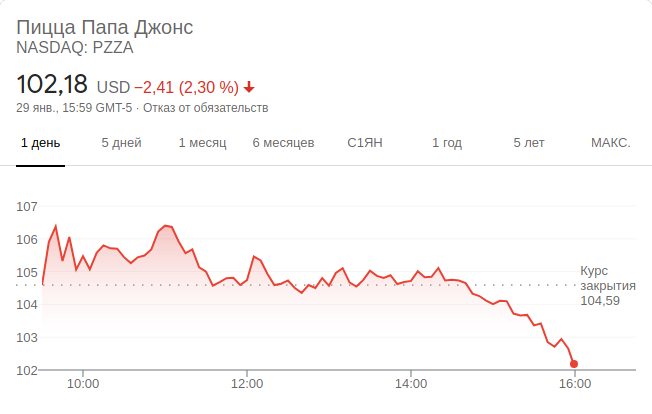 Пицца Папа Джонс
NASDAQ: PZZA
102,18 USD −2,41 (2,30 %)
29 янв., 15:59 GMT-5 · Отказ от обязательств
1 день 5 дней 1 месяц 6 месяцев С1ЯН 1 год 5 лет МАКС.
107
106
105
104
103
102
Курс
закрытия
104,59
10:00 12:00 14:00 16:00